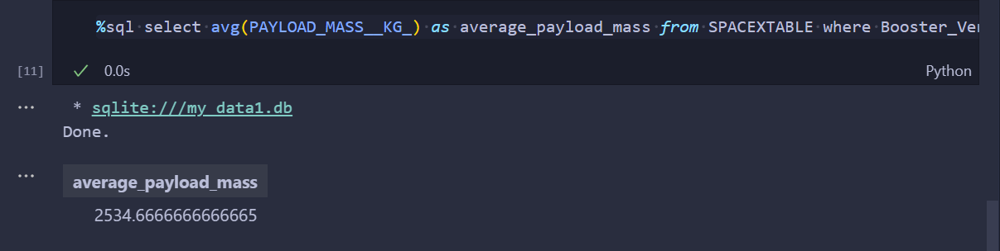 %sql select avg(PAYLOAD_MASS__KG_) as average_payload_mass from SPACEXTABLE where
[11] 0.0s Python
* sqlite:///my_data1.db
Done.
average_payload_mass
2534.6666666666665